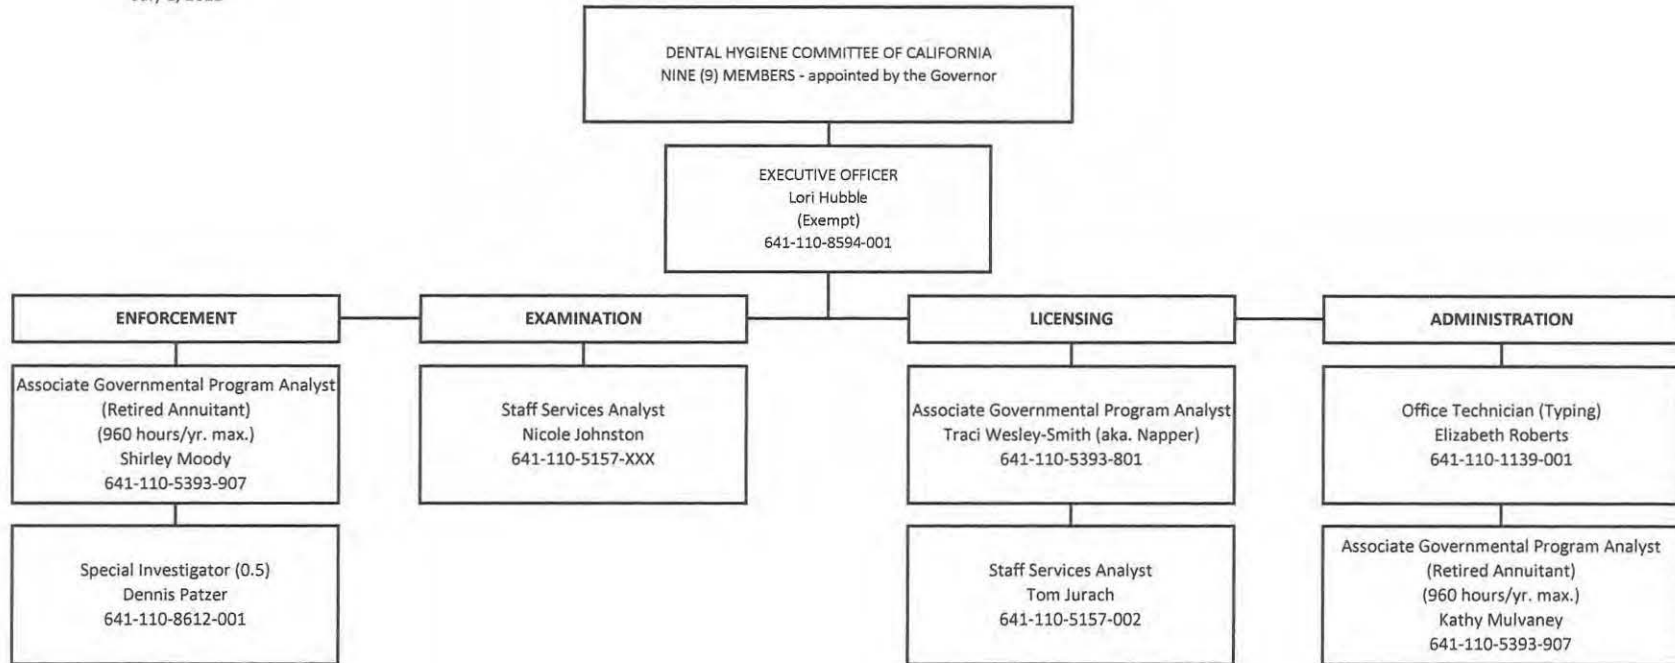 DENTAL HYGIENE COMMITTEE OF CALIFORNIA
NINE (9) MEMBERS - appointed by the Governor
EXECUTIVE OFFICER
Lori Hubble
(Exempt)
641-110-8594-001
ENFORCEMENT
Associate Governmental Program Analyst
(Retired Annuitant)
(960 hours/yr. max.)
Shirley Moody
641-110-5393-907
Special Investigator (0.5)
Dennis Patzer
641-110-8612-001
EXAMINATION
Staff Services Analyst
Nicole Johnston
641-110-5157-XXX
LICENSING
Associate Governmental Program Analyst
Traci Wesley-Smith (aka. Napper)
641-110-5393-801
Staff Services Analyst
Tom Jurach
641-110-5157-002
ADMINISTRATION
Office Technician (Typing)
Elizabeth Roberts
641-110-1139-001
Associate Governmental Program Analyst
(Retired Annuitant)
(960 hours/yr. max.)
Kathy Mulvaney
641-110-5393-907